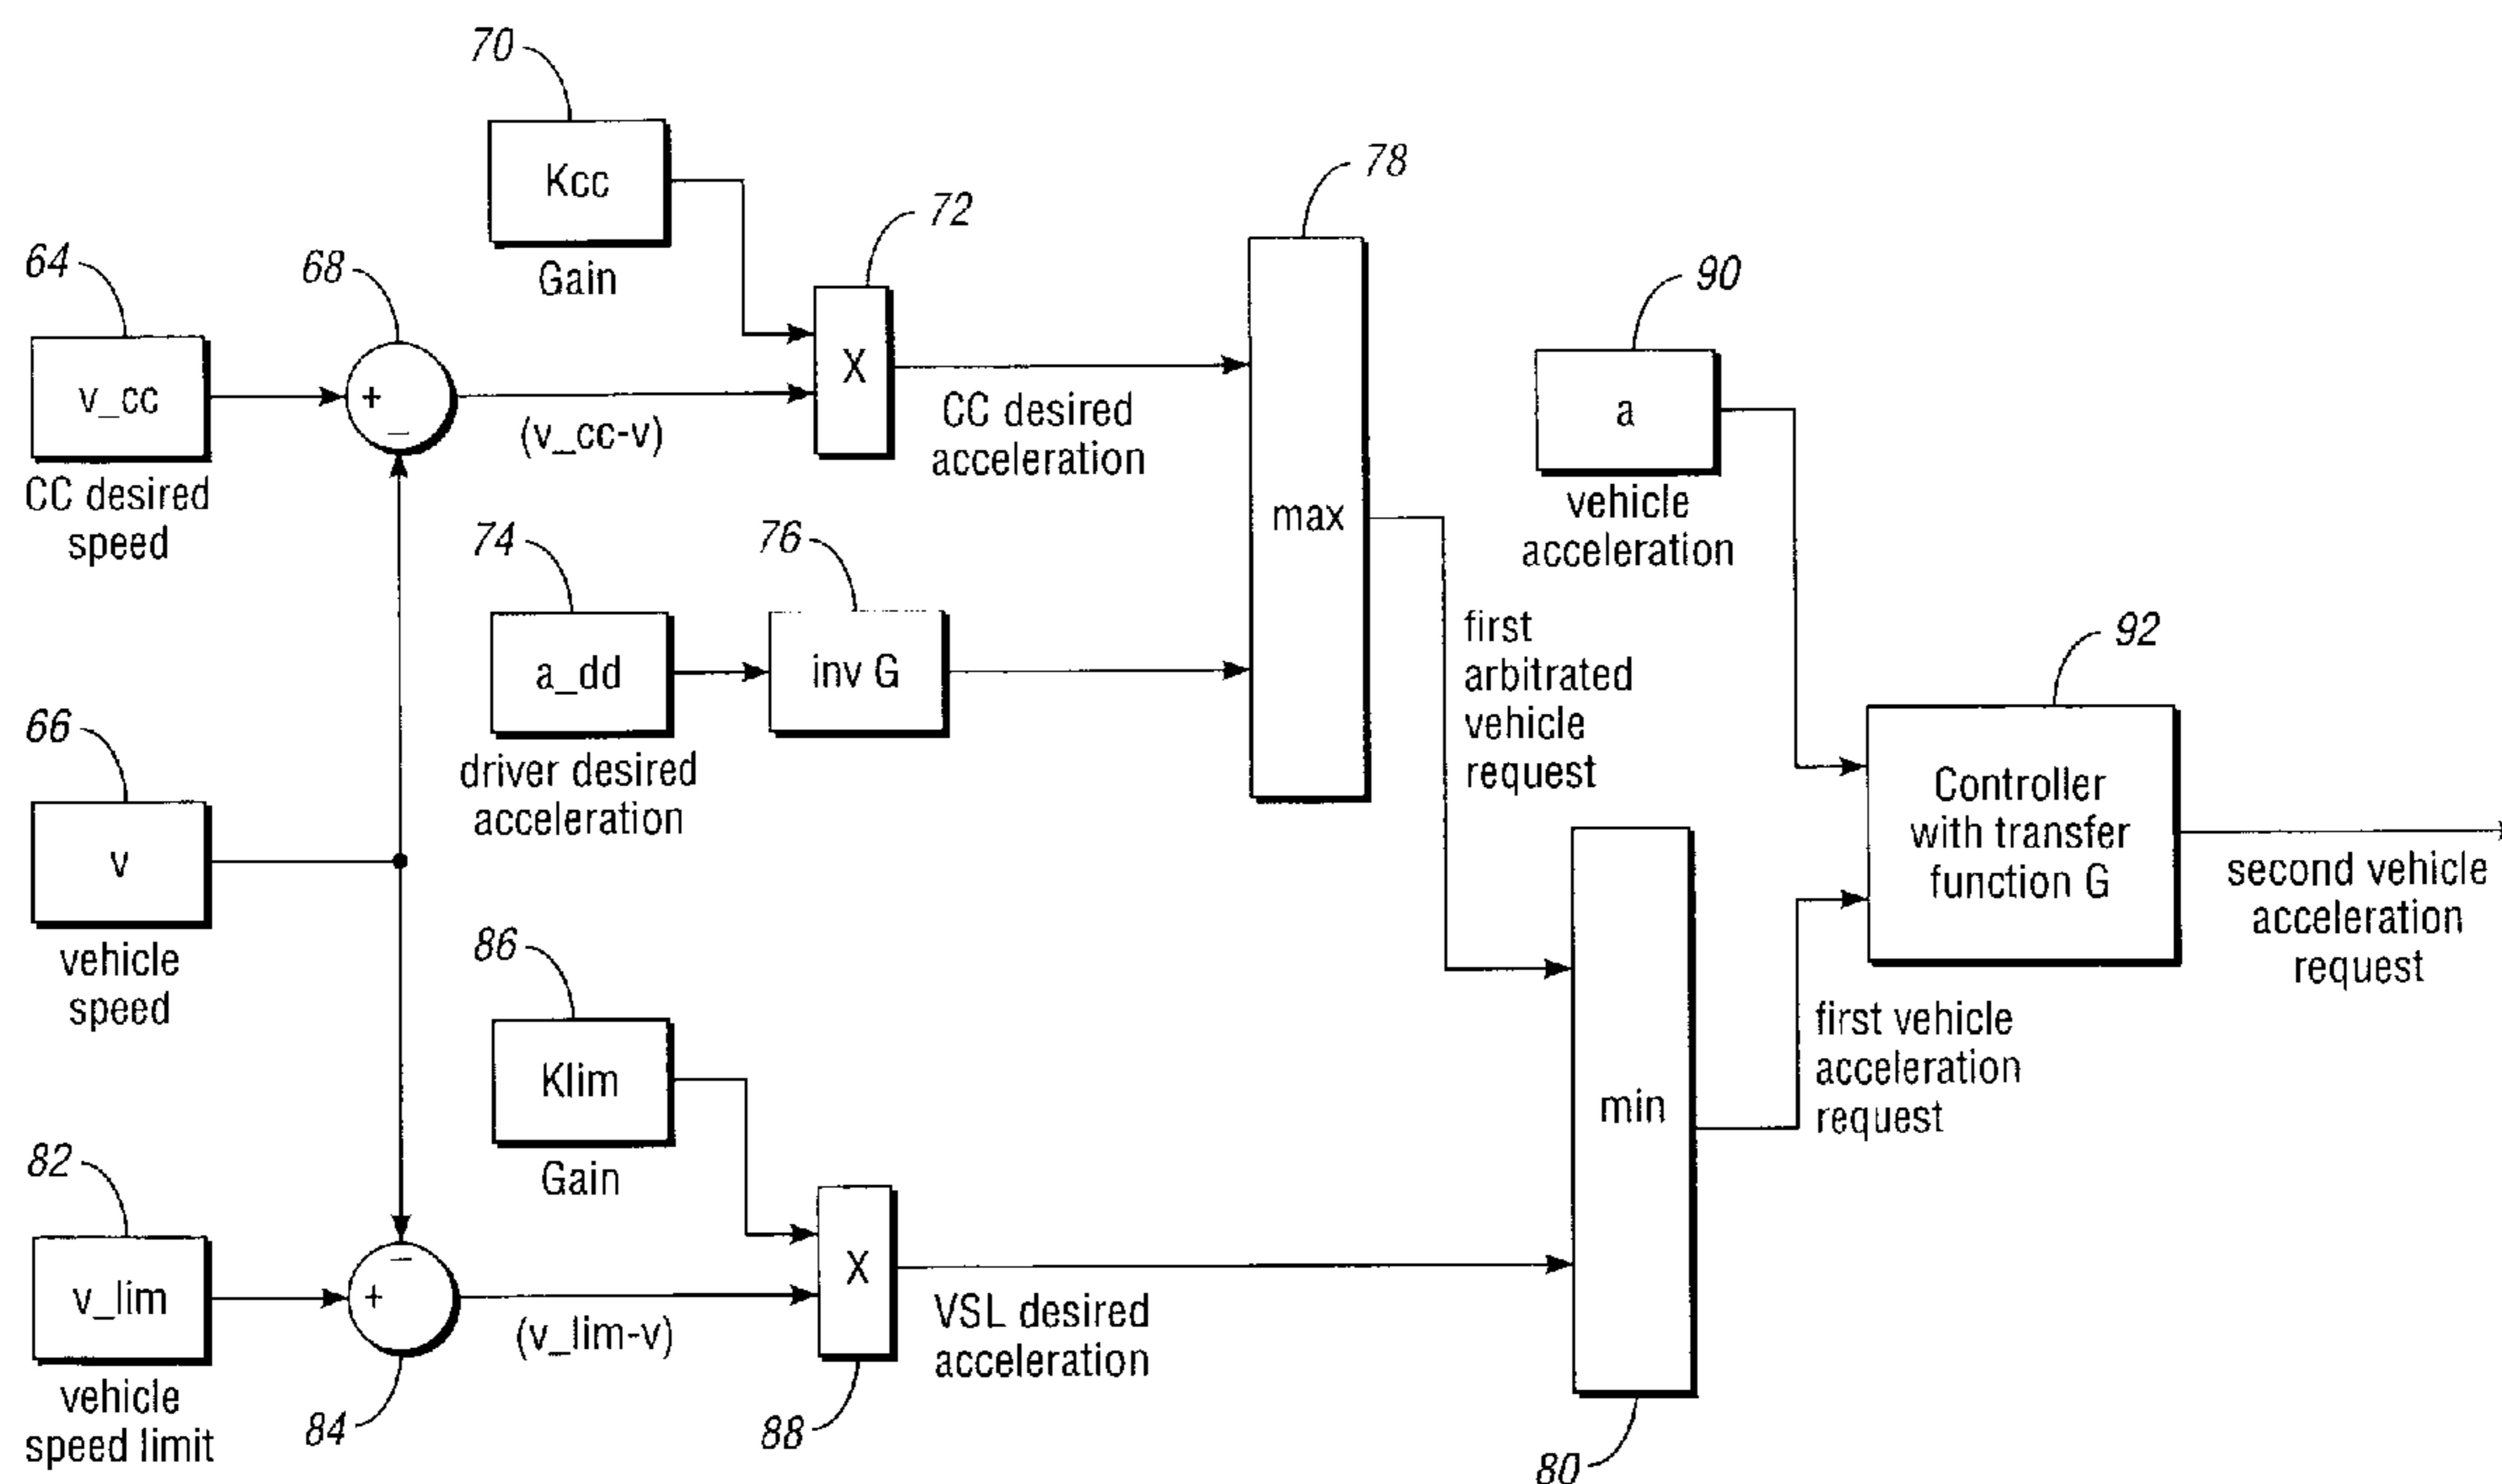 70
Kcc
Gain
72
78
64
v_cc
CC desired
speed
68
+
−
(v_cc-v)
X
CC desired
acceleration
max
90
a
vehicle
acceleration
74
a_dd
driver desired
acceleration
76
inv G
first
arbitrated
vehicle
request
92
Controller
with transfer
function G
second vehicle
acceleration
request
66
v
vehicle
speed
86
Klim
Gain
min
first vehicle
acceleration
request
82
v_lim
vehicle
speed limit
−
+
84
(v_lim-v)
X
88
VSL desired
acceleration
80